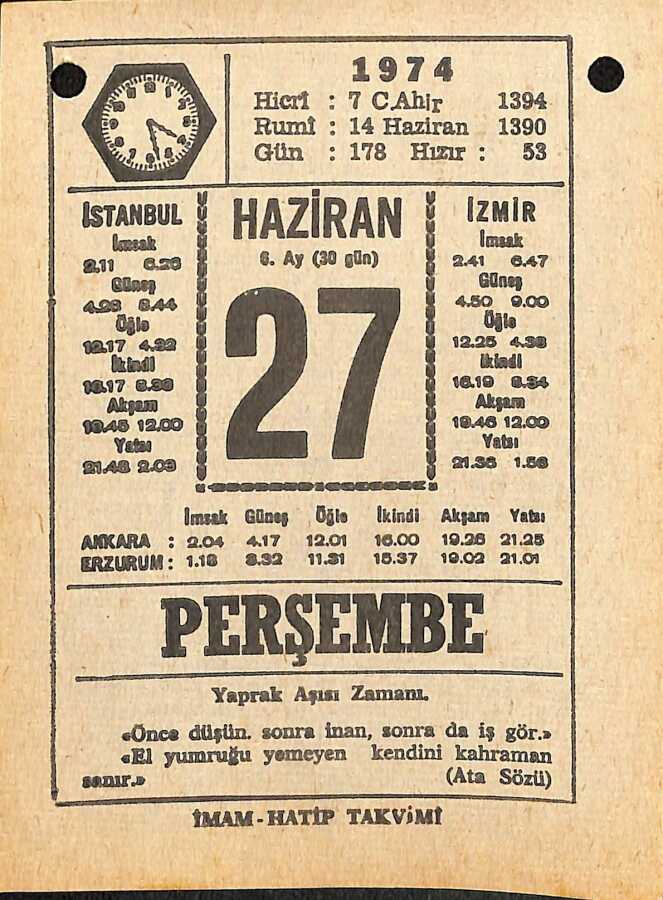 1974
Hicrî : 7 C.Ahir 1394
Rumî : 14 Haziran 1390
Gün : 178 Hızır : 53
İSTANBUL
İmsak
2.11 6.26
Güneş
4.28 8.44
Öğle
12.17 4.32
İkindi
16.17 8.33
Akşam
19.45 12.00
Yatsı
21.48 2.03
HAZİRAN
6. Ay (30 gün)
27
İZMİR
İmsak
2.41 6.47
Güneş
4.50 9.00
Öğle
12.25 4.38
İkindi
16.19 8.34
Akşam
19.46 12.00
Yatsı
21.36 1.56
İmsak Güneş Öğle İkindi Akşam Yatsı
ANKARA : 2.04 4.17 12.01 16.00 19.26 21.25
ERZURUM : 1.18 3.32 11.31 15.37 19.02 21.01
PERŞEMBE
Yaprak Aşısı Zamanı.
«Önce düşün. sonra inan, sonra da iş gör.»
«El yumruğu yemeyen kendini kahraman
sanır.» (Ata Sözü)
İMAM - HATİP TAKVİMİ